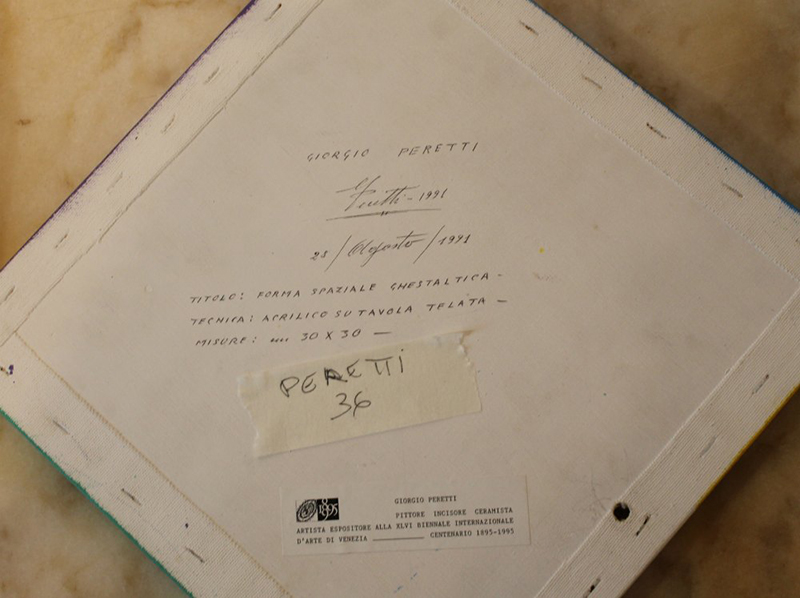 GIORGIO PERETTI
Peretti - 1991
23/Agosto/1991
TITOLO: FORMA SPAZIALE GHESTALTICA -
TECNICA: ACRILICO SU TAVOLA TELATA -
MISURE: 30 X 30 —
PERETTI
36
1895
GIORGIO PERETTI
PITTORE INCISORE CERAMISTA
ARTISTA ESPOSITORE ALLA XLVI BIENNALE INTERNAZIONALE
D'ARTE DI VENEZIA ———— CENTENARIO 1895-1995